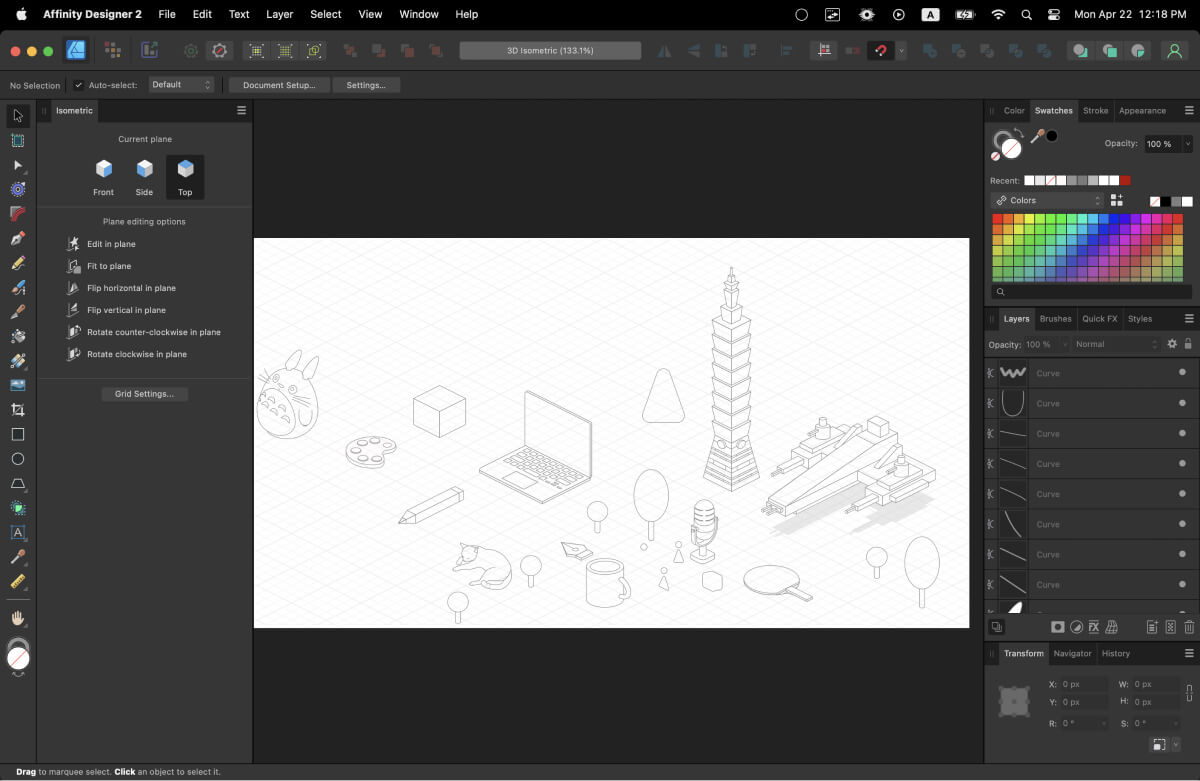 Affinity Designer 2 File Edit Text Layer Select View Window Help A Mon Apr 22 12:18 PM
3D Isometric (133.1%)
No Selection Auto-select: Default Document Setup... Settings...
Isometric
Current plane
Front Side Top
Plane editing options
Edit in plane
Fit to plane
Flip horizontal in plane
Flip vertical in plane
Rotate counter-clockwise in plane
Rotate clockwise in plane
Grid Settings...
Color Swatches Stroke Appearance
Opacity: 100 %
Recent:
Colors
Layers Brushes Quick FX Styles
Opacity: 100 % Normal
Curve
Curve
Curve
Curve
Curve
Curve
Curve
Curve
Transform Navigator History
X: 0 px W: 0 px
Y: 0 px H: 0 px
R: 0 ° S: 0 °
Drag to marquee select. Click an object to select it.